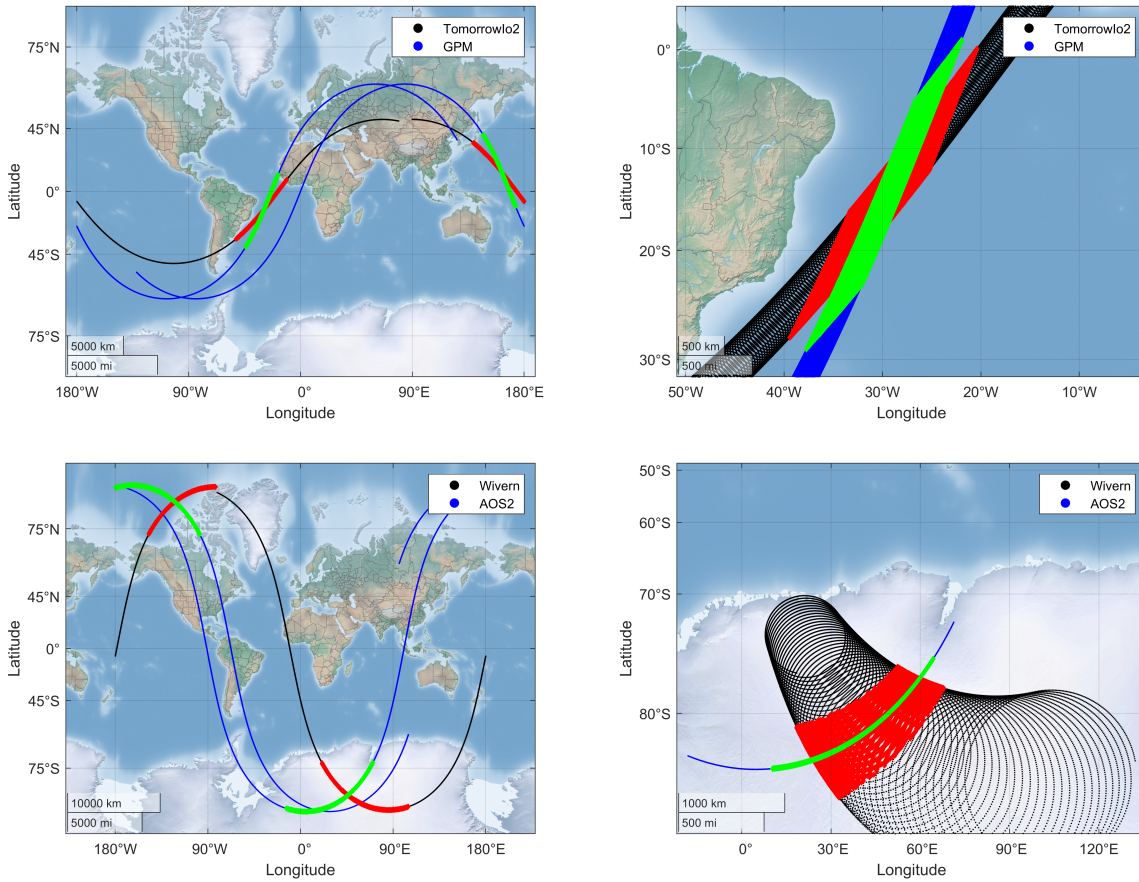 TomorrowIo2
GPM
75°N
45°N
0°
45°S
75°S
Latitude
5000 km
5000 mi
180°W
90°W
0°
90°E
180°E
Longitude
TomorrowIo2
GPM
0°
10°S
20°S
30°S
Latitude
500 km
500 mi
50°W
40°W
30°W
20°W
10°W
Longitude
Wivern
AOS2
75°N
45°N
0°
45°S
75°S
Latitude
10000 km
5000 mi
180°W
90°W
0°
90°E
180°E
Longitude
Wivern
AOS2
50°S
60°S
70°S
80°S
Latitude
1000 km
500 mi
0°
30°E
60°E
90°E
120°E
Longitude